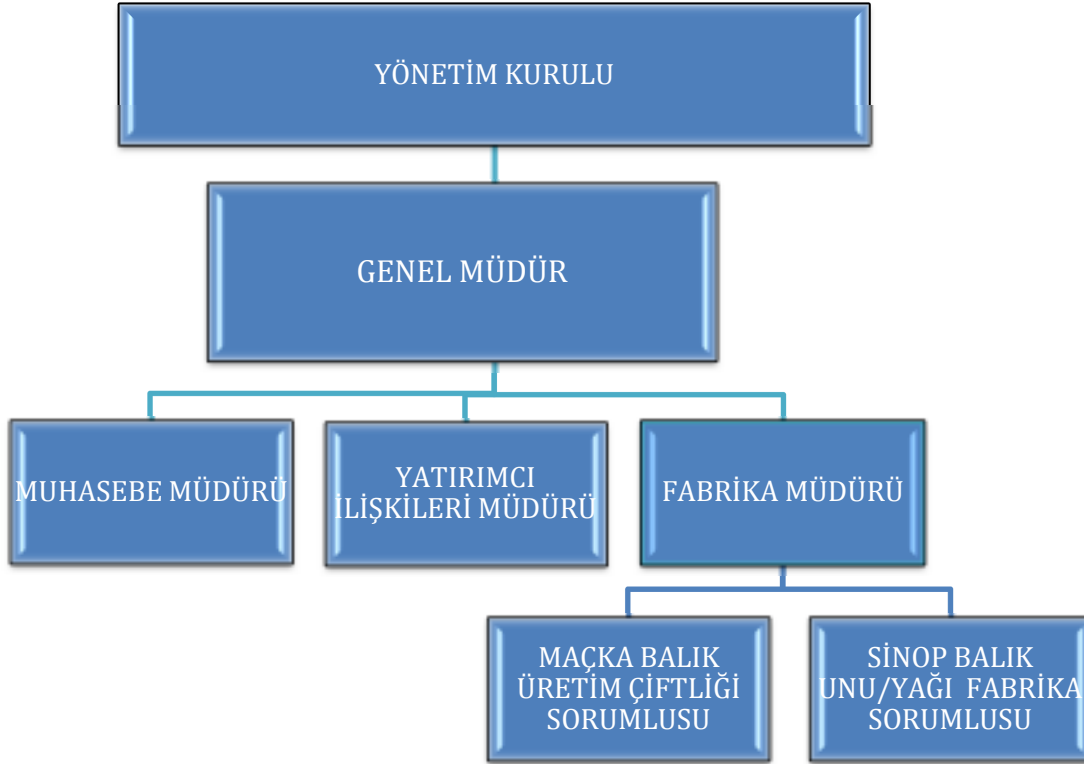 YÖNETİM KURULU
GENEL MÜDÜR
MUHASEBE MÜDÜRÜ
YATIRIMCI
İLİŞKİLERİ MÜDÜRÜ
FABRİKA MÜDÜRÜ
MAÇKA BALIK
ÜRETİM ÇİFTLİĞİ
SORUMLUSU
SİNOP BALIK
UNU/YAĞI FABRİKA
SORUMLUSU